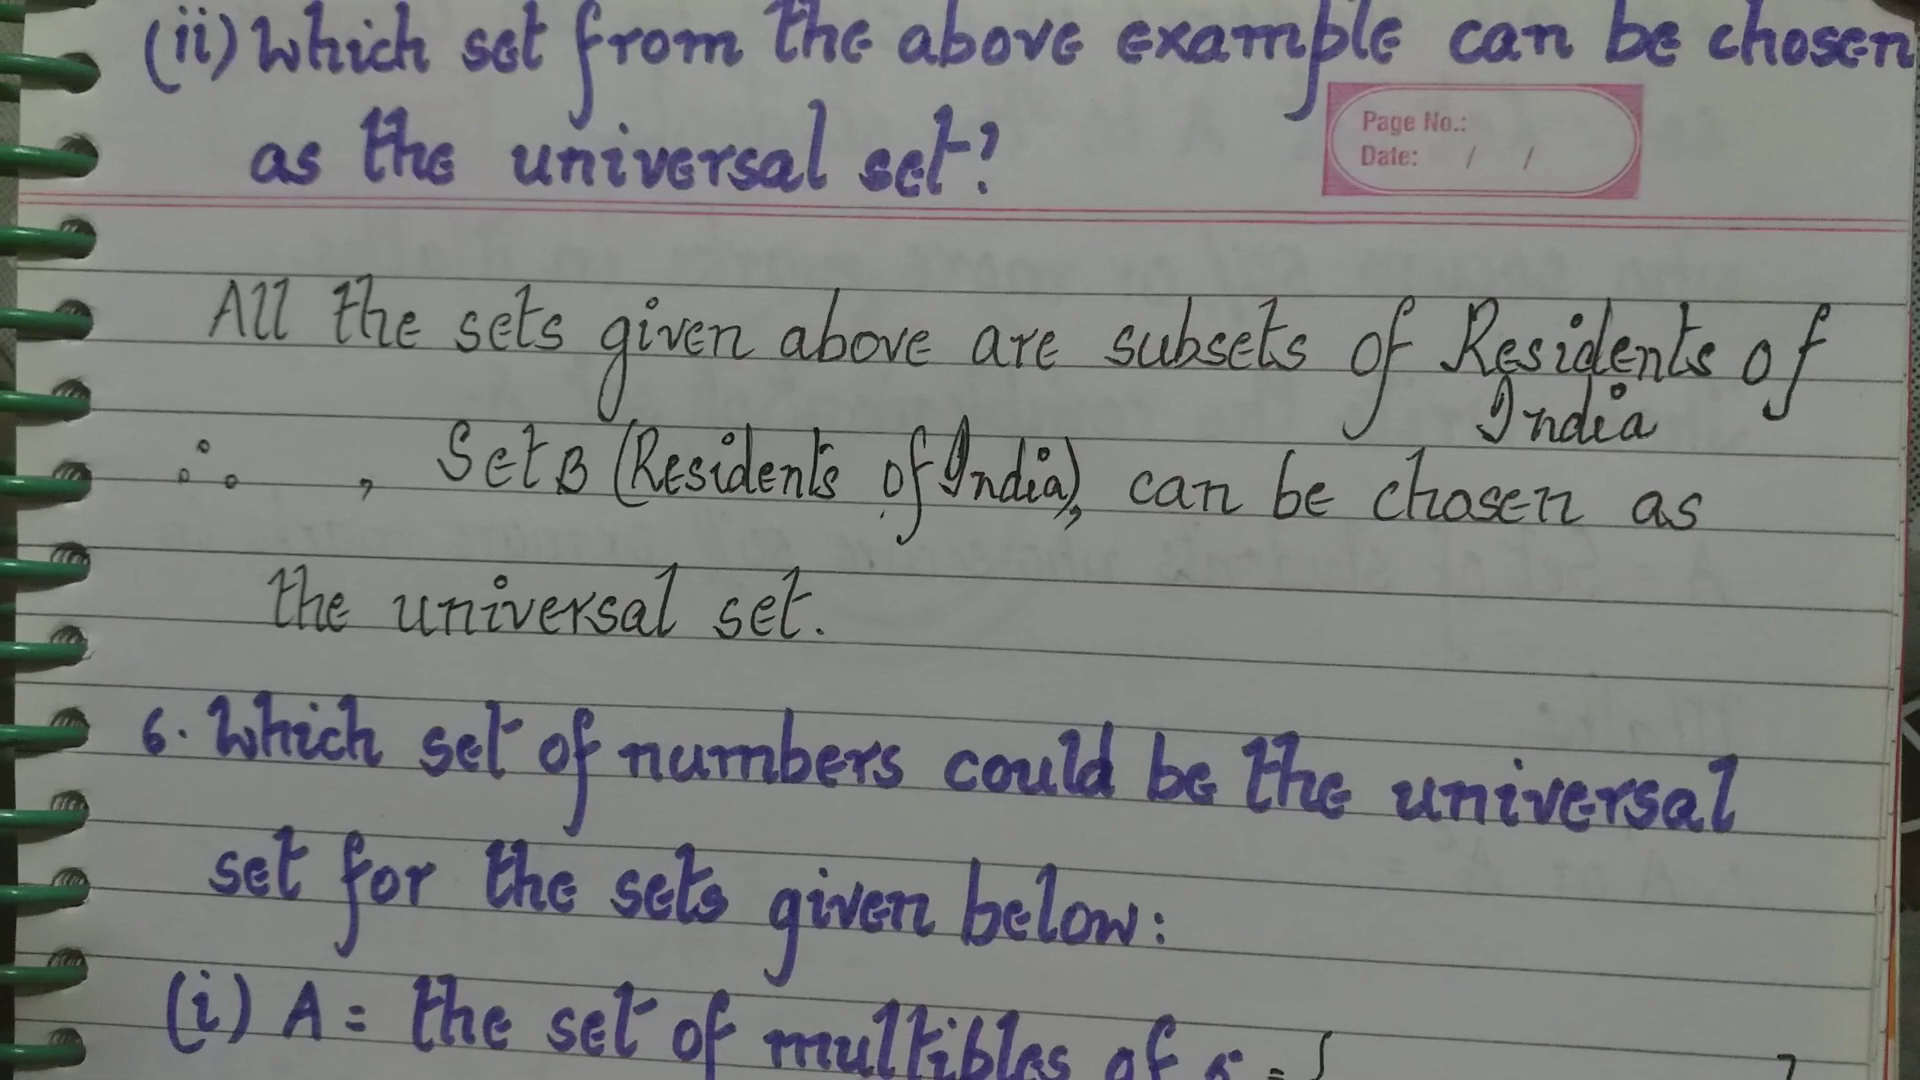 (ii) Which set from the above example can be chosen
as the universal set?
Page No.:
Date: / /
All the sets given above are subsets of Residents of
India
∴ , Set B (Residents of India), can be chosen as
the universal set.
6. Which set of numbers could be the universal
set for the sets given below:
(i) A = the set of multiples of 5 = {